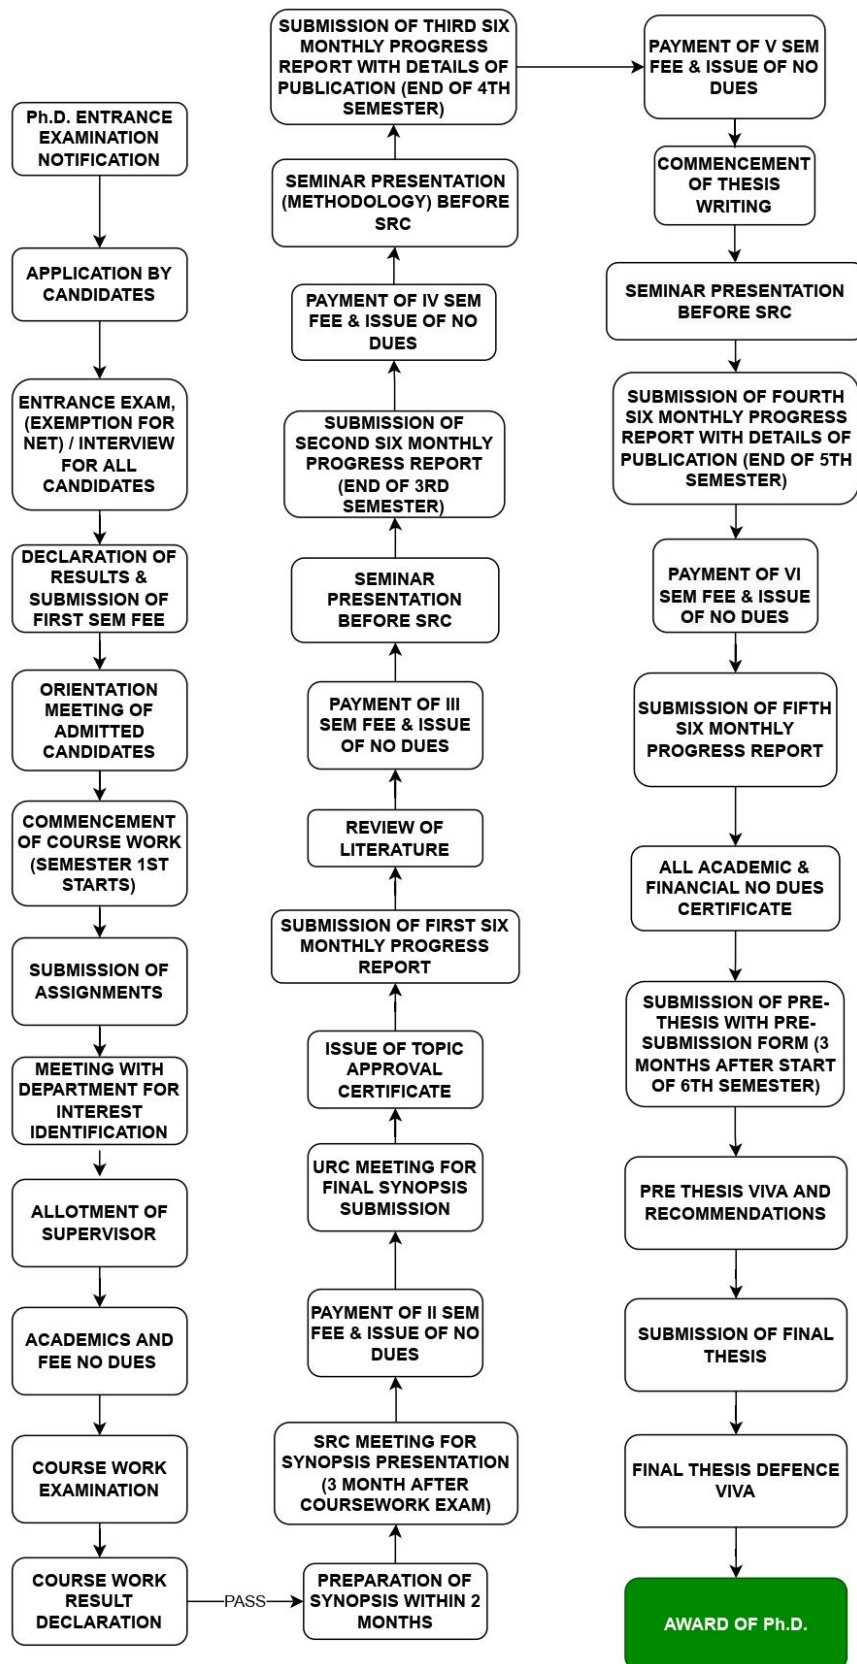 Ph.D. ENTRANCE
EXAMINATION
NOTIFICATION
APPLICATION BY
CANDIDATES
ENTRANCE EXAM,
(EXEMPTION FOR
NET) / INTERVIEW
FOR ALL
CANDIDATES
DECLARATION OF
RESULTS &
SUBMISSION OF
FIRST SEM FEE
ORIENTATION
MEETING OF
ADMITTED
CANDIDATES
COMMENCEMENT
OF COURSE WORK
(SEMESTER 1ST
STARTS)
SUBMISSION OF
ASSIGNMENTS
MEETING WITH
DEPARTMENT FOR
INTEREST
IDENTIFICATION
ALLOTMENT OF
SUPERVISOR
ACADEMICS AND
FEE NO DUES
COURSE WORK
EXAMINATION
COURSE WORK
RESULT
DECLARATION
PASS
PREPARATION OF
SYNOPSIS WITHIN 2
MONTHS
SRC MEETING FOR
SYNOPSIS PRESENTATION
(3 MONTH AFTER
COURSEWORK EXAM)
PAYMENT OF II SEM
FEE & ISSUE OF NO
DUES
URC MEETING FOR
FINAL SYNOPSIS
SUBMISSION
ISSUE OF TOPIC
APPROVAL
CERTIFICATE
SUBMISSION OF FIRST SIX
MONTHLY PROGRESS
REPORT
REVIEW OF
LITERATURE
PAYMENT OF III
SEM FEE & ISSUE
OF NO DUES
SEMINAR
PRESENTATION
BEFORE SRC
SUBMISSION OF
SECOND SIX MONTHLY
PROGRESS REPORT
(END OF 3RD
SEMESTER)
PAYMENT OF IV SEM
FEE & ISSUE OF NO
DUES
SEMINAR PRESENTATION
(METHODOLOGY) BEFORE
SRC
SUBMISSION OF THIRD SIX
MONTHLY PROGRESS
REPORT WITH DETAILS OF
PUBLICATION (END OF 4TH
SEMESTER)
PAYMENT OF V SEM
FEE & ISSUE OF NO
DUES
COMMENCEMENT
OF THESIS
WRITING
SEMINAR PRESENTATION
BEFORE SRC
SUBMISSION OF FOURTH
SIX MONTHLY PROGRESS
REPORT WITH DETAILS OF
PUBLICATION (END OF 5TH
SEMESTER)
PAYMENT OF VI
SEM FEE & ISSUE
OF NO DUES
SUBMISSION OF FIFTH
SIX MONTHLY
PROGRESS REPORT
ALL ACADEMIC &
FINANCIAL NO DUES
CERTIFICATE
SUBMISSION OF PRE-
THESIS WITH PRE-
SUBMISSION FORM (3
MONTHS AFTER START
OF 6TH SEMESTER)
PRE THESIS VIVA AND
RECOMMENDATIONS
SUBMISSION OF FINAL
THESIS
FINAL THESIS DEFENCE
VIVA
AWARD OF Ph.D.